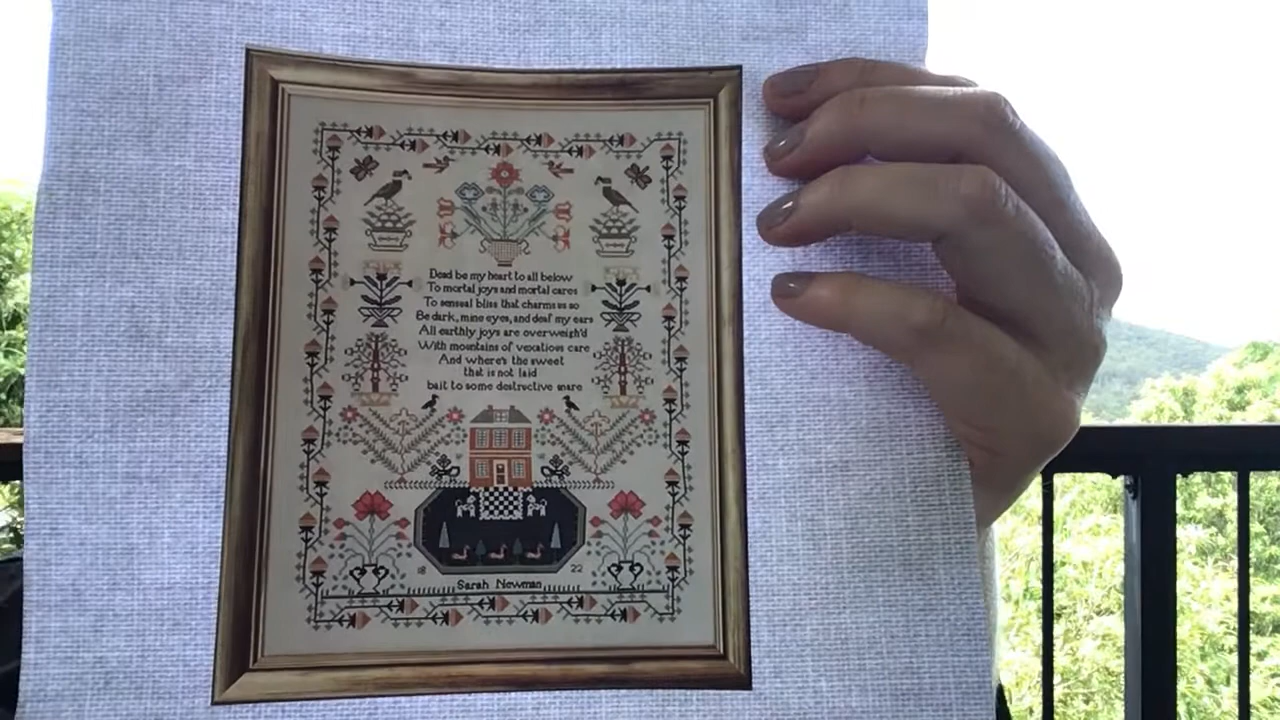 Dead be my heart to all below
To mortal joys and mortal cares
To sensual bliss that charms us so
Be dark, mine eyes, and deaf my ears
All earthly joys are overweigh'd
With mountains of vexatious care
And where's the sweet
that is not laid
bait to some destructive snare
18 22
Sarah Newman